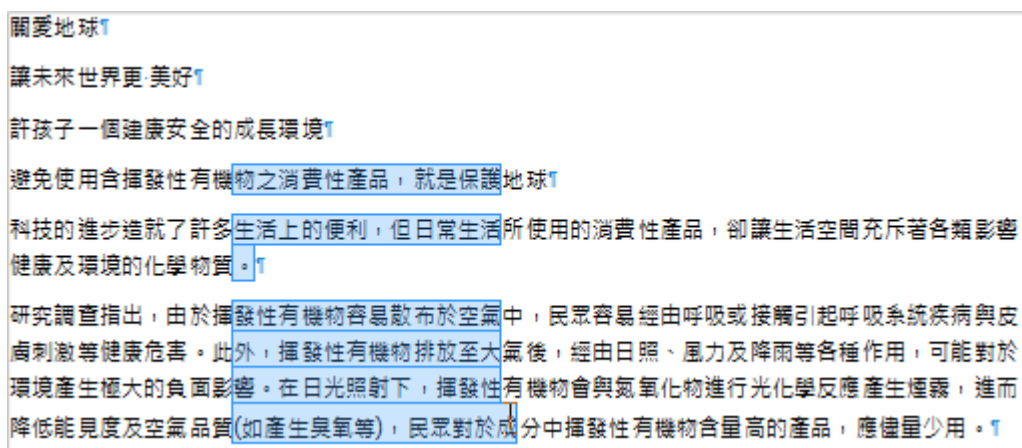 關愛地球
讓未來世界更 美好
許孩子一個健康安全的成長環境
避免使用含揮發性有機物之消費性產品，就是保護地球
科技的進步造就了許多生活上的便利，但日常生活所使用的消費性產品，卻讓生活空間充斥著各類影響
健康及環境的化學物質。
研究調查指出，由於揮發性有機物容易散布於空氣中，民眾容易經由呼吸或接觸引起呼吸系統疾病與皮
膚刺激等健康危害。此外，揮發性有機物排放至大氣後，經由日照、風力及降雨等各種作用，可能對於
環境產生極大的負面影響。在日光照射下，揮發性有機物會與氮氧化物進行光化學反應產生煙霧，進而
降低能見度及空氣品質(如產生臭氧等)，民眾對於成分中揮發性有機物含量高的產品，應儘量少用。